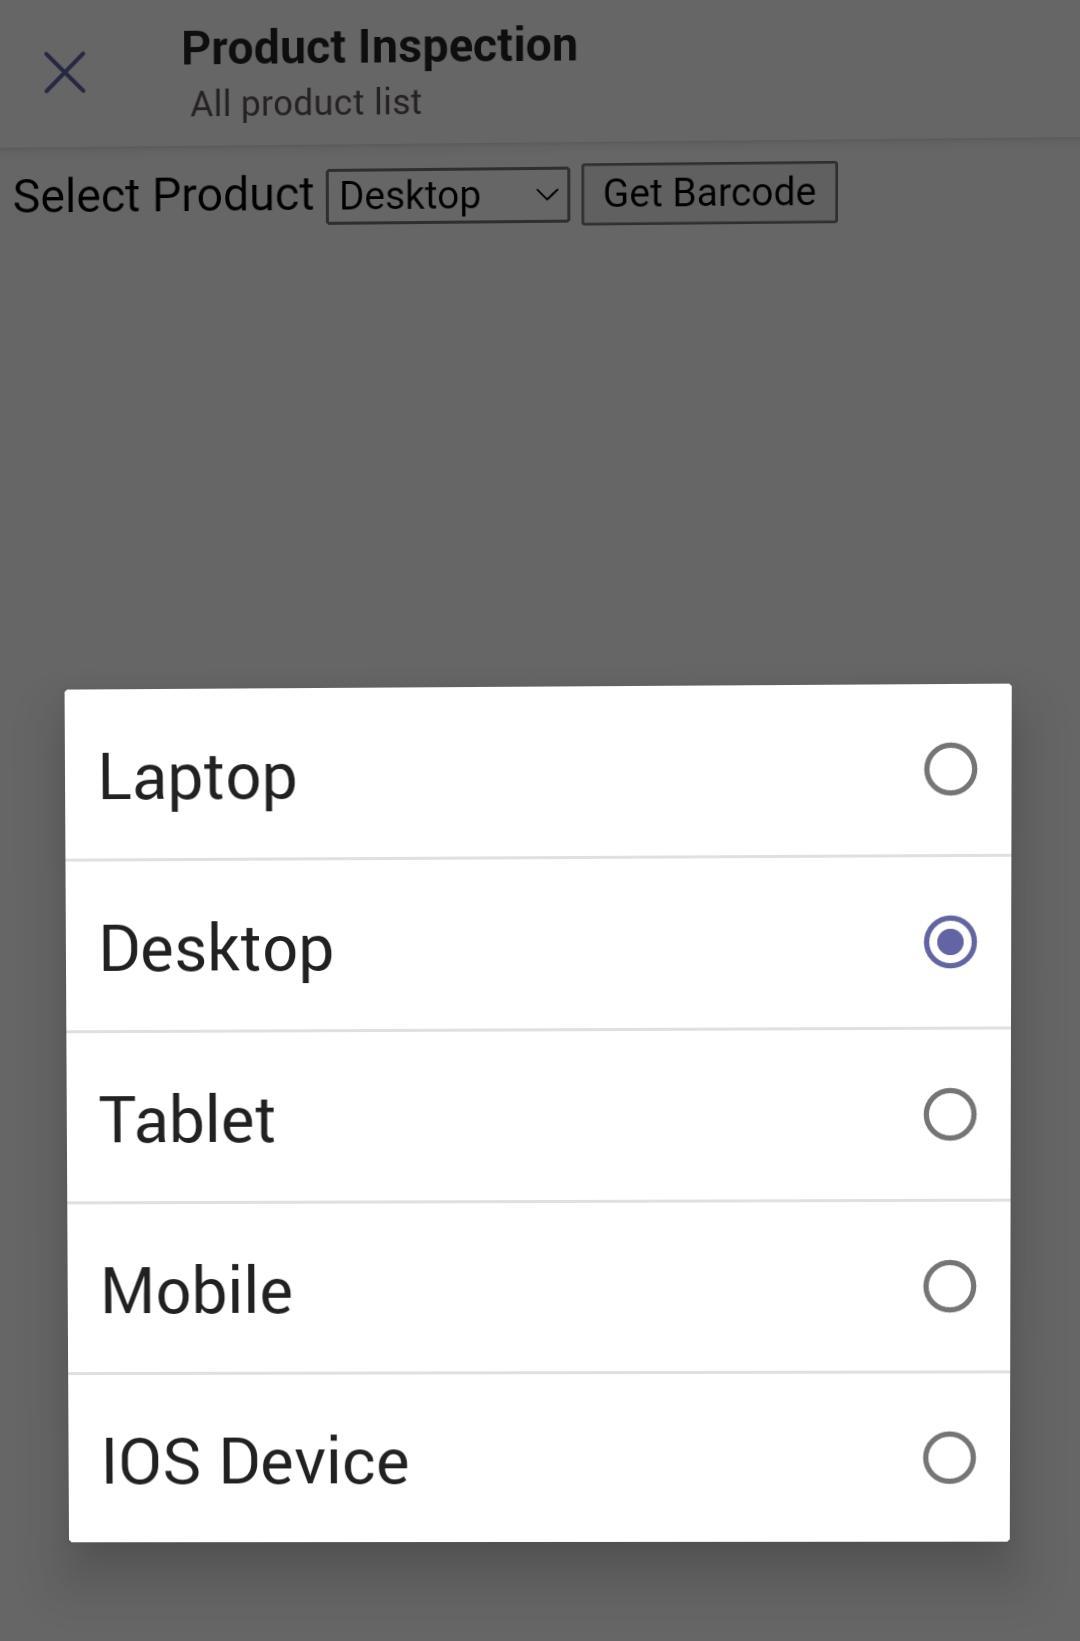 Product Inspection
All product list
Select Product Desktop Get Barcode
Laptop
Desktop
Tablet
Mobile
IOS Device